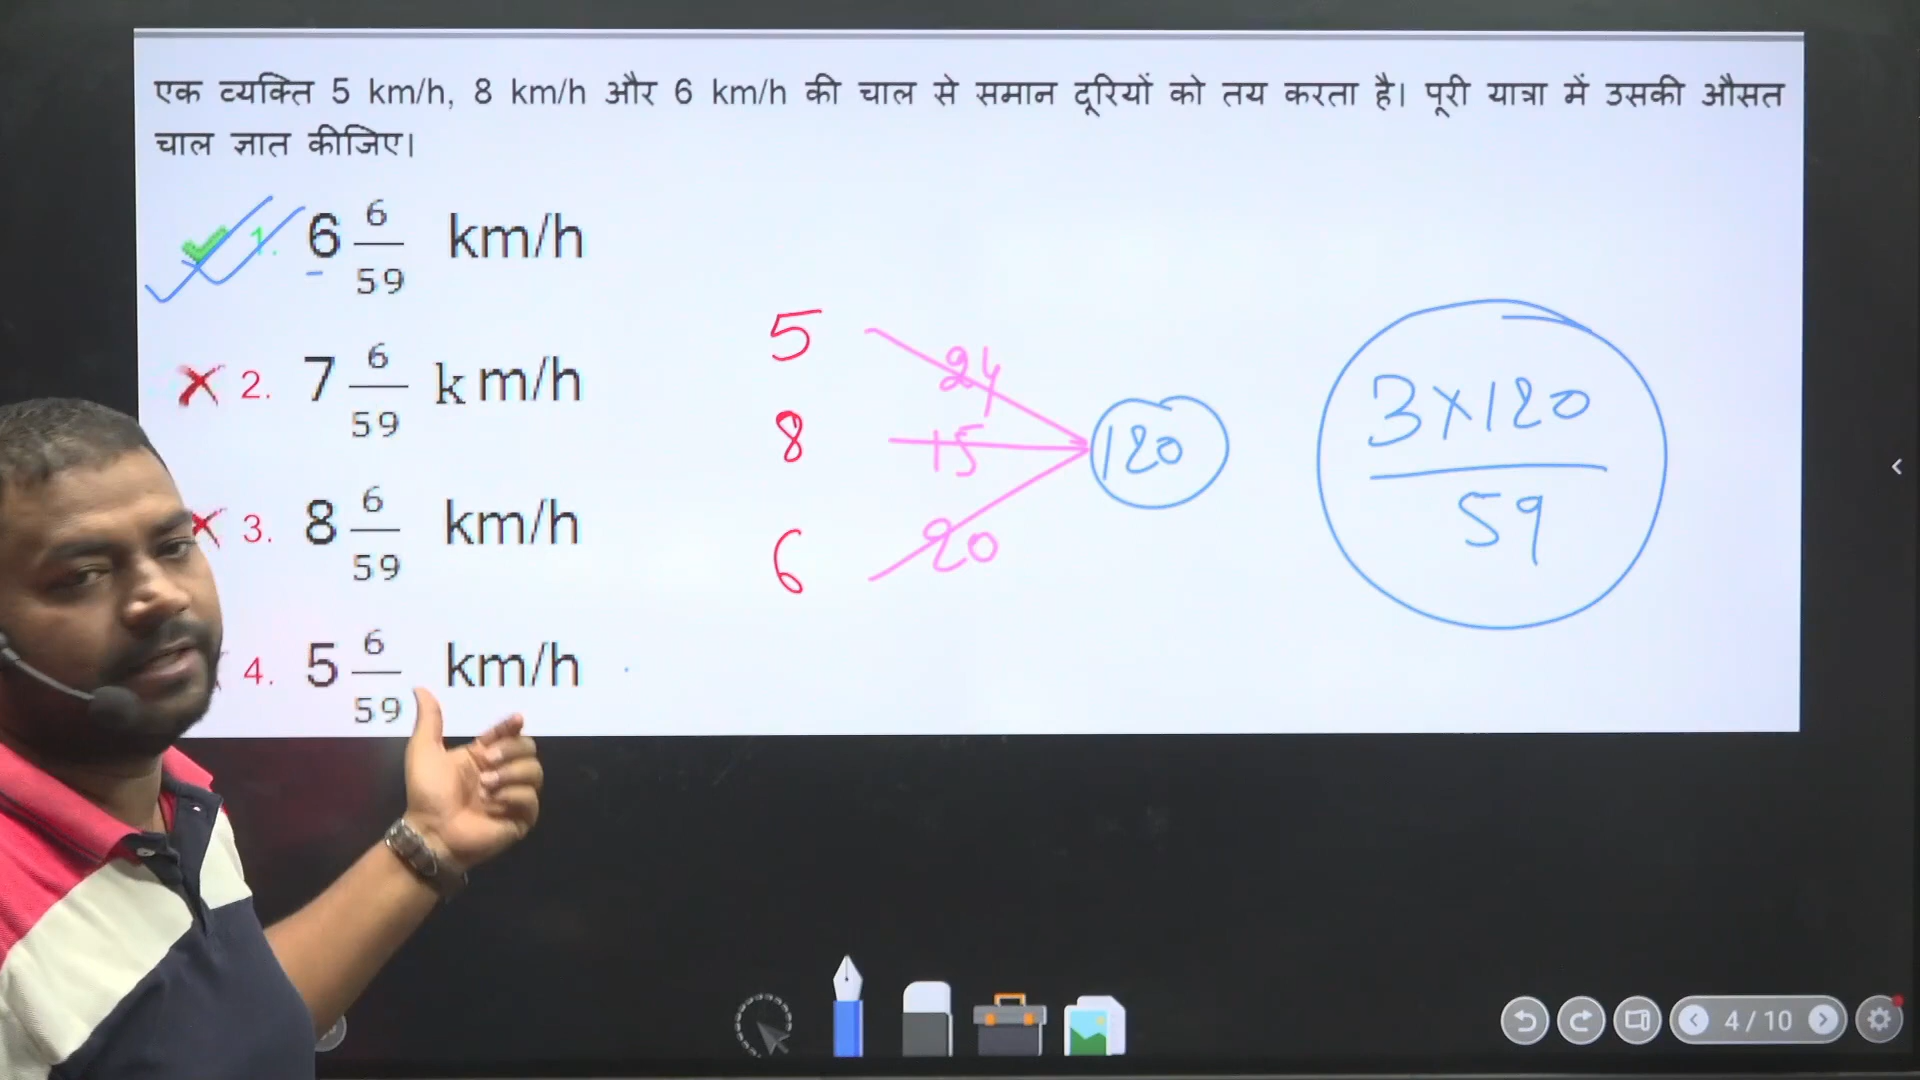 एक व्यक्ति 5 km/h, 8 km/h और 6 km/h की चाल से समान दूरियों को तय करता है। पूरी यात्रा में उसकी औसत
चाल ज्ञात कीजिए।
1. 6 6/59 km/h
2. 7 6/59 km/h
3. 8 6/59 km/h
4. 5 6/59 km/h
5
8
6
24
15
20
120
3×120
59
4 / 10